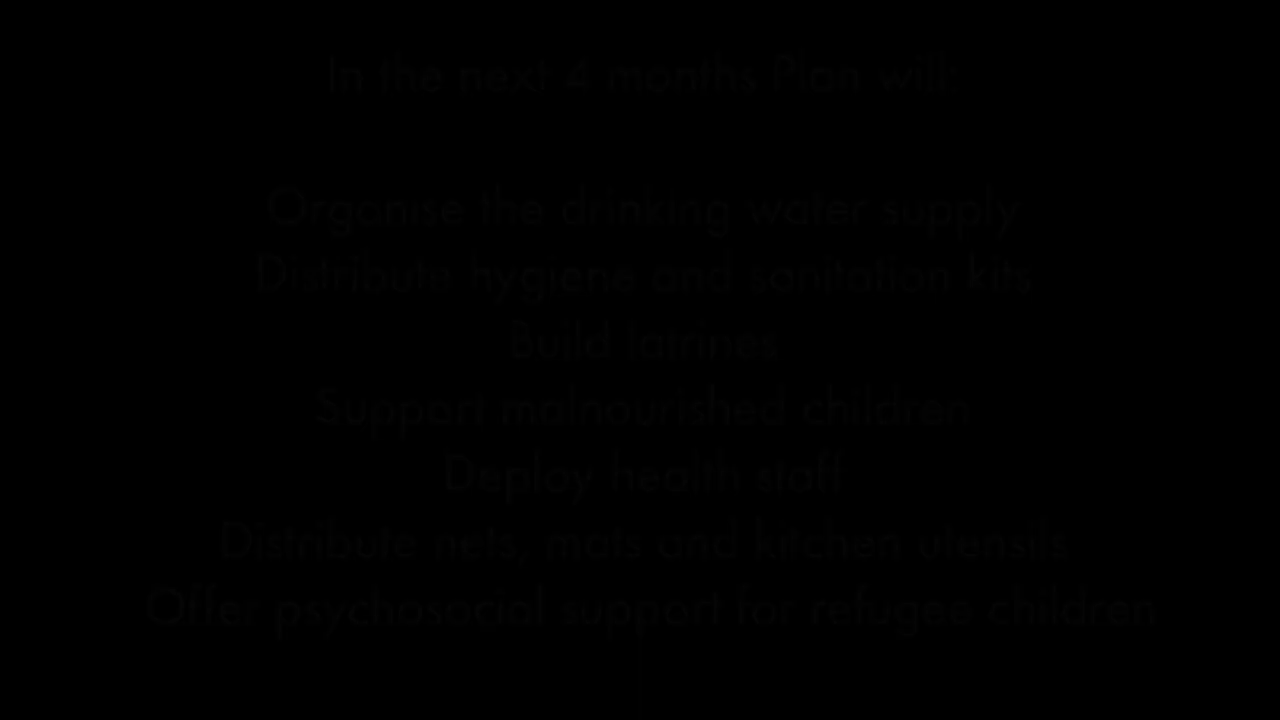 In the next 4 months Plan will:
Organise the drinking water supply
Distribute hygiene and sanitation kits
Build latrines
Support malnourished children
Deploy health staff
Distribute nets, mats and kitchen utensils
Offer psychosocial support for refugee children